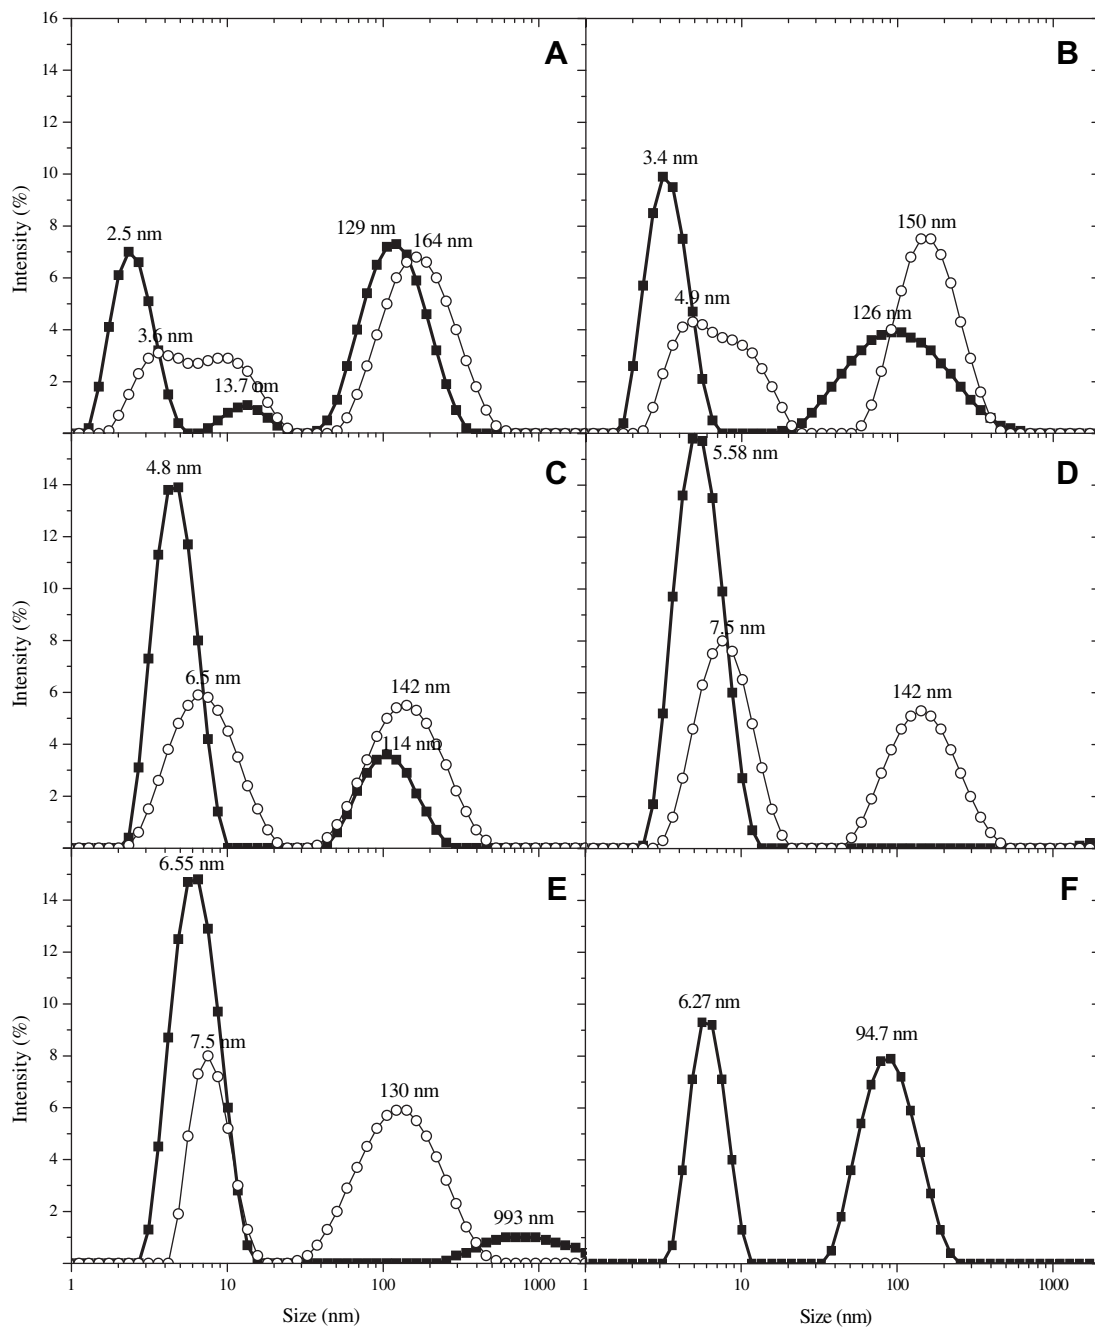 16
14
12
10
8
6
4
2
Intensity (%)
A
2.5 nm
3.6 nm
13.7 nm
129 nm
164 nm
B
3.4 nm
4.9 nm
150 nm
126 nm
14
12
10
8
6
4
2
Intensity (%)
C
4.8 nm
6.5 nm
142 nm
114 nm
D
5.58 nm
7.5 nm
142 nm
14
12
10
8
6
4
2
Intensity (%)
E
6.55 nm
7.5 nm
130 nm
993 nm
F
6.27 nm
94.7 nm
1 10 100 1000 1 10 100 1000
Size (nm) Size (nm)